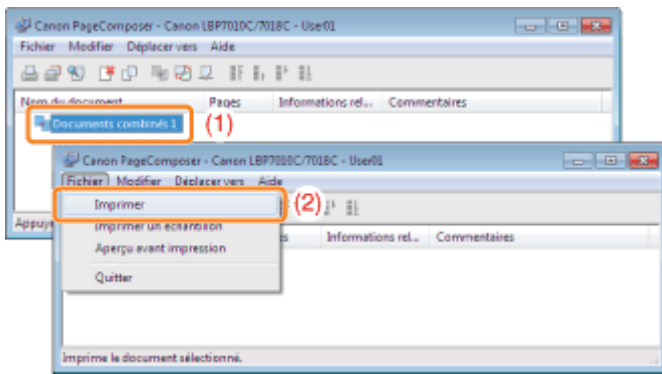 Canon PageComposer - Canon LBP7010C/7018C - User01
Fichier Modifier Déplacer vers Aide
Nom du document Pages Informations rel... Commentaires
Documents combinés 1 (1)
Canon PageComposer - Canon LBP7010C/7018C - User01
Fichier Modifier Déplacer vers Aide
Imprimer (2)
Appuye
Imprimer un échantillon
es Informations rel... Commentaires
Aperçu avant impression
Quitter
Imprime le document sélectionné.